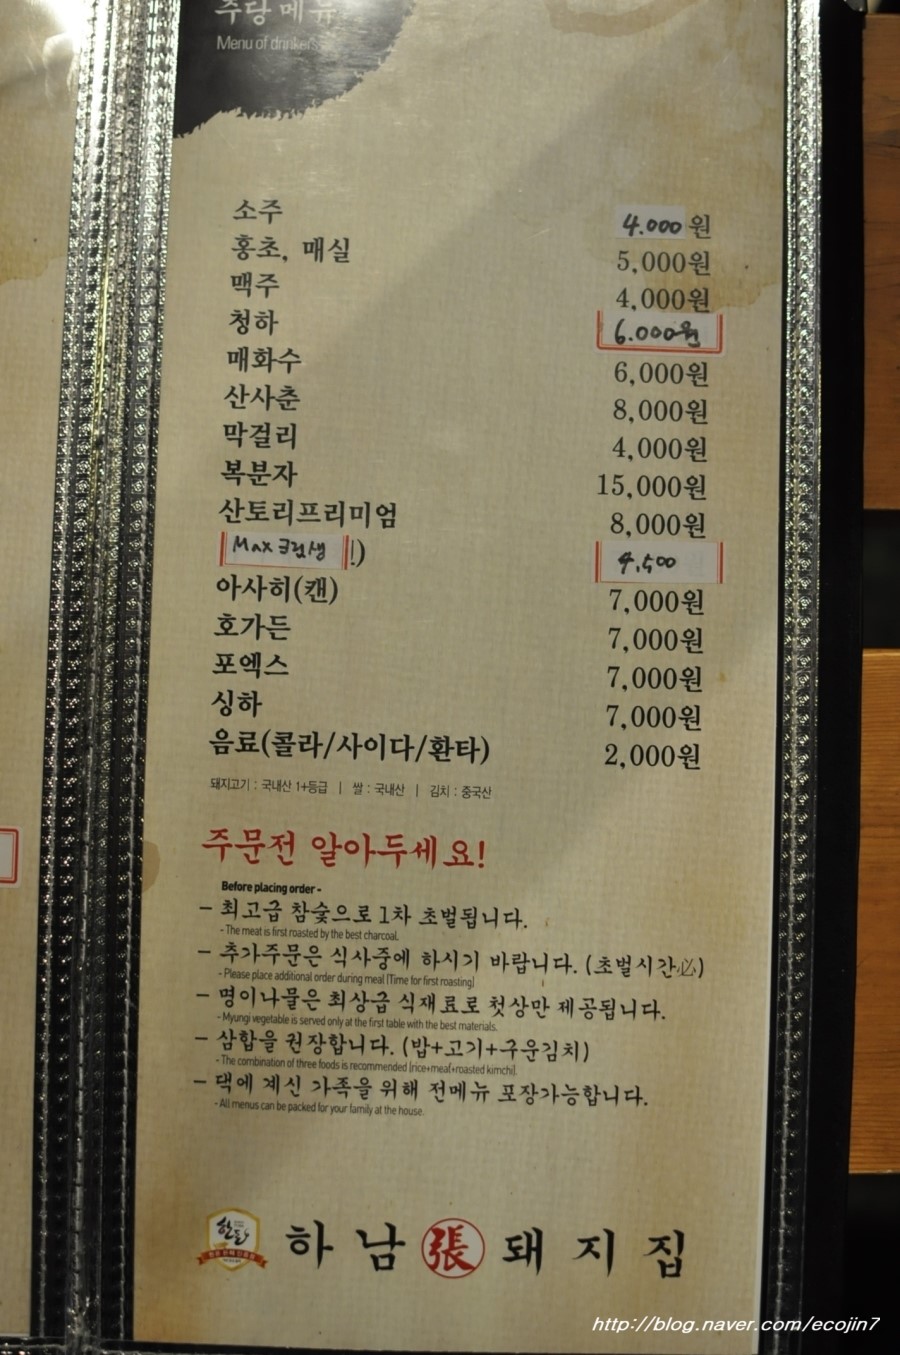 주당 메뉴
Menu of drinkers
소주 4.000원
홍초, 매실 5,000원
맥주 4,000원
청하 6.000원
매화수 6,000원
산사춘 8,000원
막걸리 4,000원
복분자 15,000원
산토리프리미엄 8,000원
Max 크림생 !) 4,500
아사히(캔) 7,000원
호가든 7,000원
포엑스 7,000원
싱하 7,000원
음료(콜라/사이다/환타) 2,000원
돼지고기 : 국내산 1+등급 | 쌀 : 국내산 | 김치 : 중국산
주문전 알아두세요!
Before placing order -
- 최고급 참숯으로 1차 초벌됩니다.
- The meat is first roasted by the best charcoal.
- 추가주문은 식사중에 하시기 바랍니다. (초벌시간必)
- Please place additional order during meal (Time for first roasting)
- 명이나물은 최상급 식재료로 첫상만 제공됩니다.
- Myungi vegetable is served only at the first table with the best materials.
- 삼합을 권장합니다. (밥+고기+구운김치)
- The combination of three foods is recommended (rice+meat+roasted kimchi).
- 댁에 계신 가족을 위해 전메뉴 포장가능합니다.
- All menus can be packed for your family at the house.
하남張돼지집
http://blog.naver.com/ecojin7